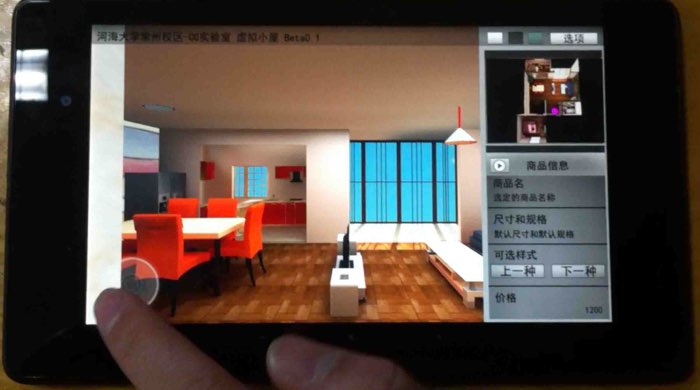 河海大学常州校区-CG实验室 虚拟小屋 Beta0 1
选项
商品信息
商品名
选定的商品名称
尺寸和规格
默认尺寸和默认规格
可选样式
上一种 下一种
价格
1200